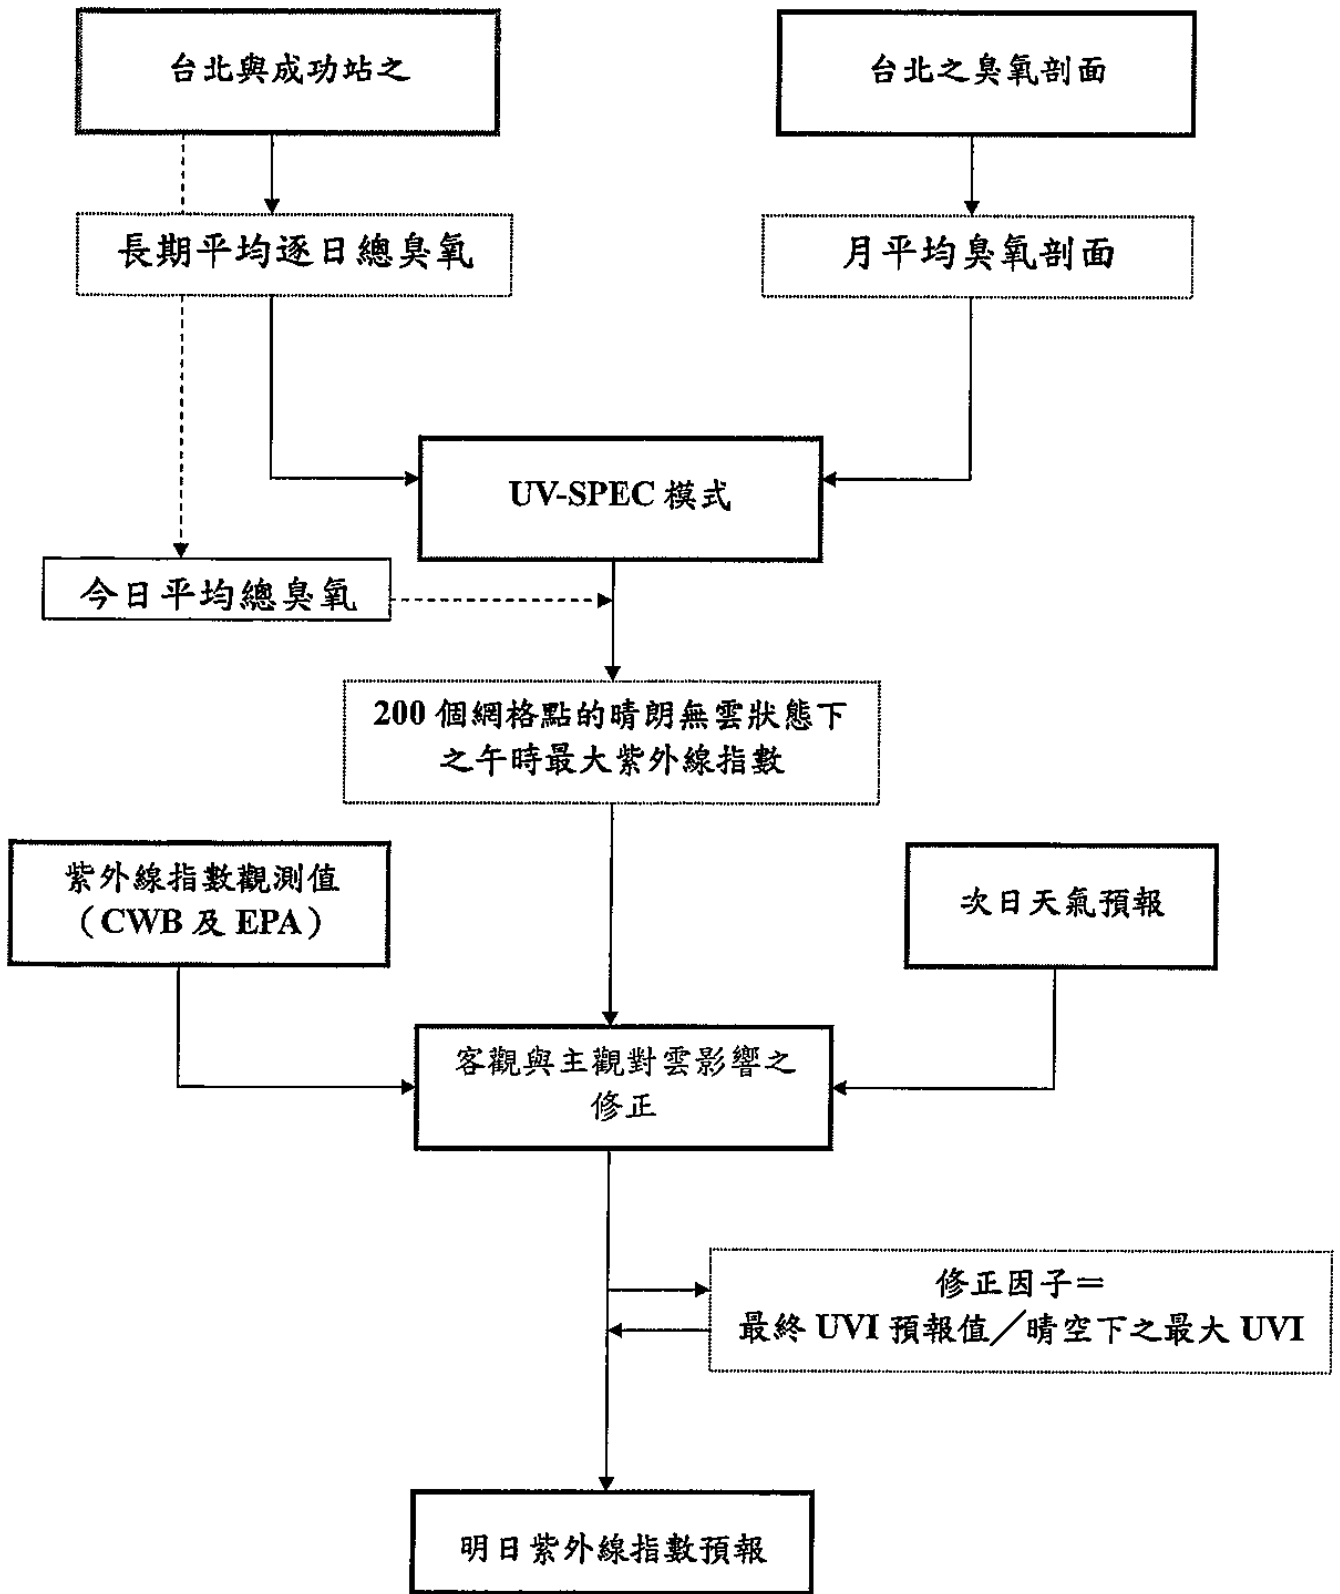 台北與成功站之
台北之臭氧剖面
長期平均逐日總臭氧
月平均臭氧剖面
UV-SPEC 模式
今日平均總臭氧
200 個網格點的晴朗無雲狀態下
之午時最大紫外線指數
紫外線指數觀測值
（CWB 及 EPA）
次日天氣預報
客觀與主觀對雲影響之
修正
修正因子＝
最終 UVI 預報值／晴空下之最大 UVI
明日紫外線指數預報